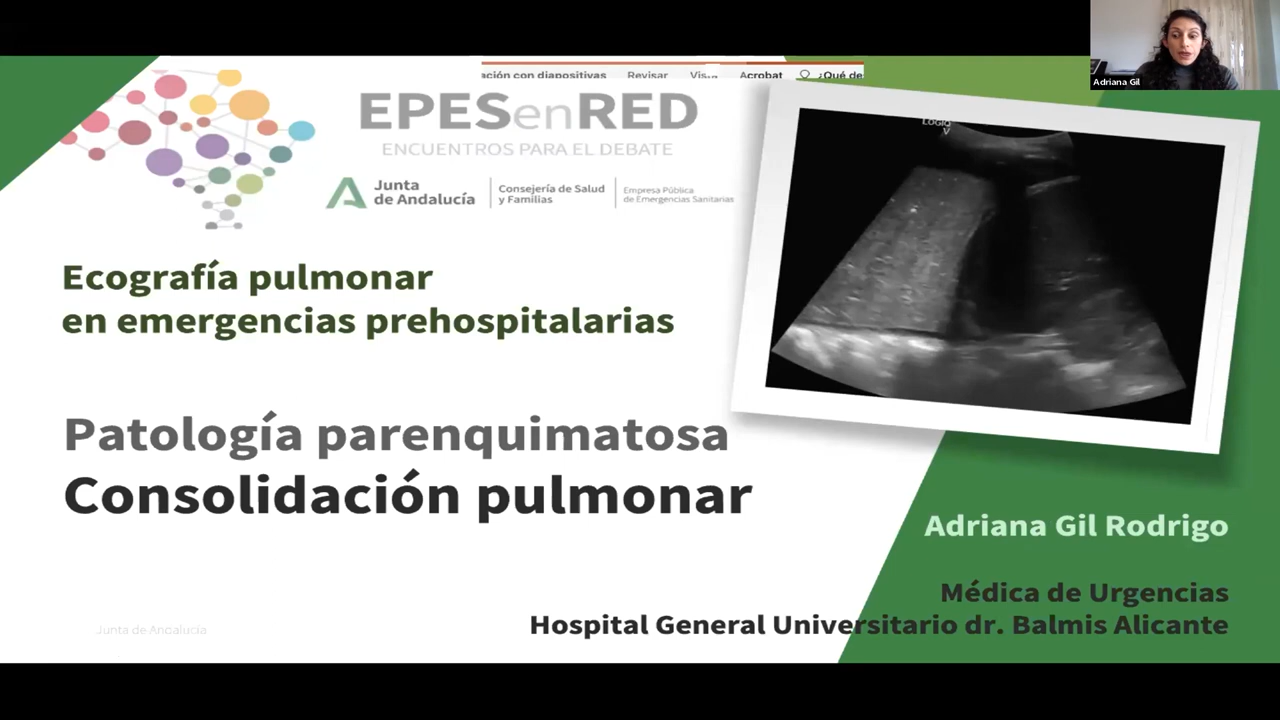 ación con diapositivas Revisar Vis Acrobat ¿Qué de
Adriana Gil
EPESenRED
ENCUENTROS PARA EL DEBATE
Junta
de Andalucía
Consejería de Salud
y Familias
Empresa Pública
de Emergencias Sanitarias
LOGIQ
V
Ecografía pulmonar
en emergencias prehospitalarias
Patología parenquimatosa
Consolidación pulmonar
Adriana Gil Rodrigo
Médica de Urgencias
Hospital General Universitario dr. Balmis Alicante
Junta de Andalucía